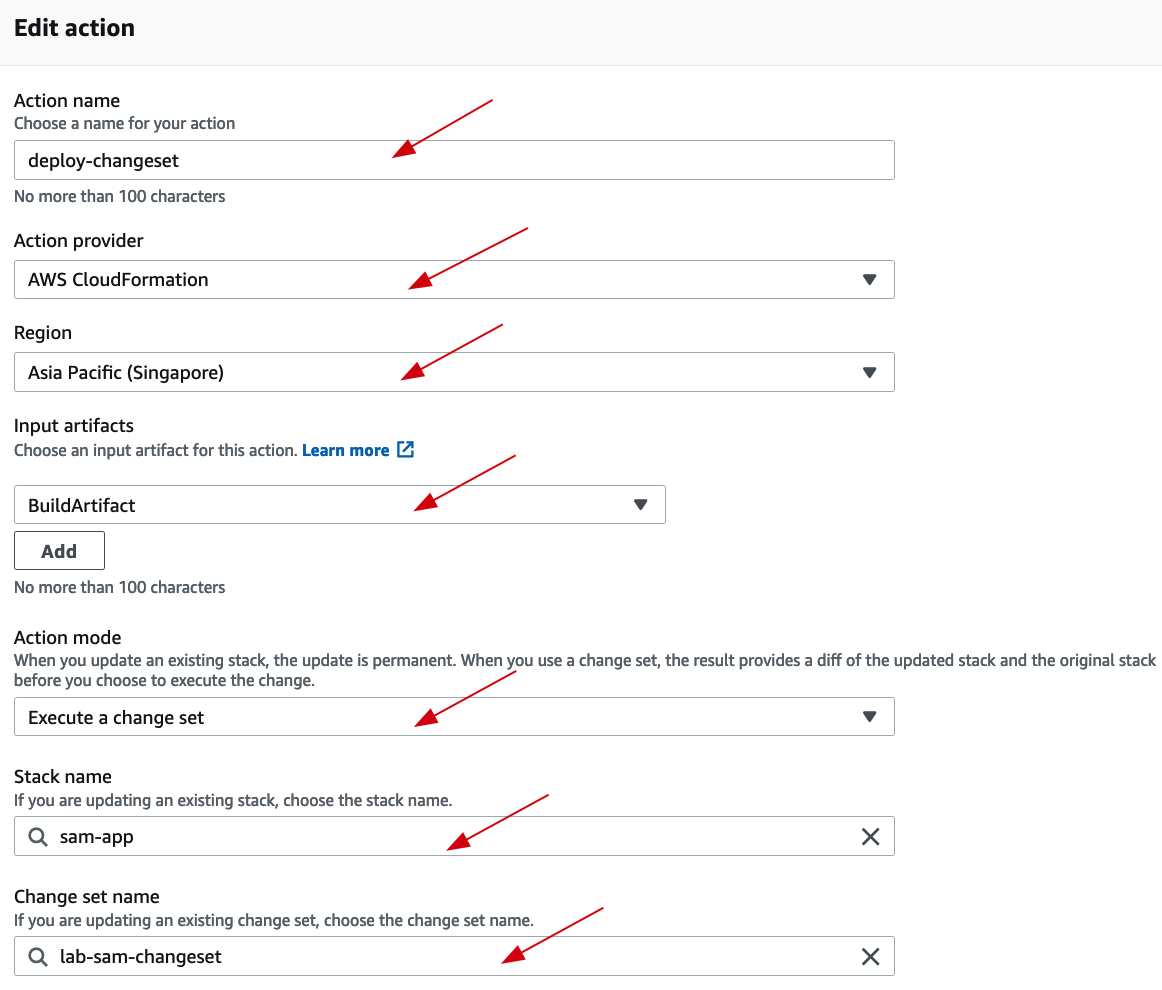 Edit action
Action name
Choose a name for your action
deploy-changeset
No more than 100 characters
Action provider
AWS CloudFormation
Region
Asia Pacific (Singapore)
Input artifacts
Choose an input artifact for this action. Learn more
BuildArtifact
Add
No more than 100 characters
Action mode
When you update an existing stack, the update is permanent. When you use a change set, the result provides a diff of the updated stack and the original stack
before you choose to execute the change.
Execute a change set
Stack name
If you are updating an existing stack, choose the stack name.
sam-app
Change set name
If you are updating an existing change set, choose the change set name.
lab-sam-changeset